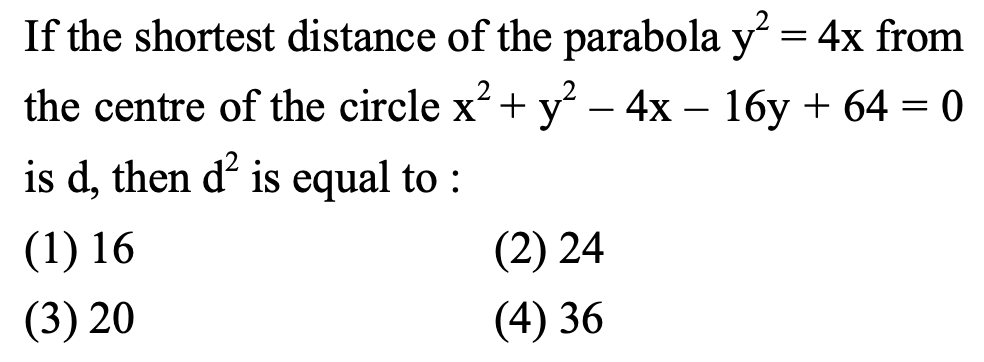 If the shortest distance of the parabola y² = 4x from
the centre of the circle x² + y² – 4x – 16y + 64 = 0
is d, then d² is equal to :
(1) 16 (2) 24
(3) 20 (4) 36